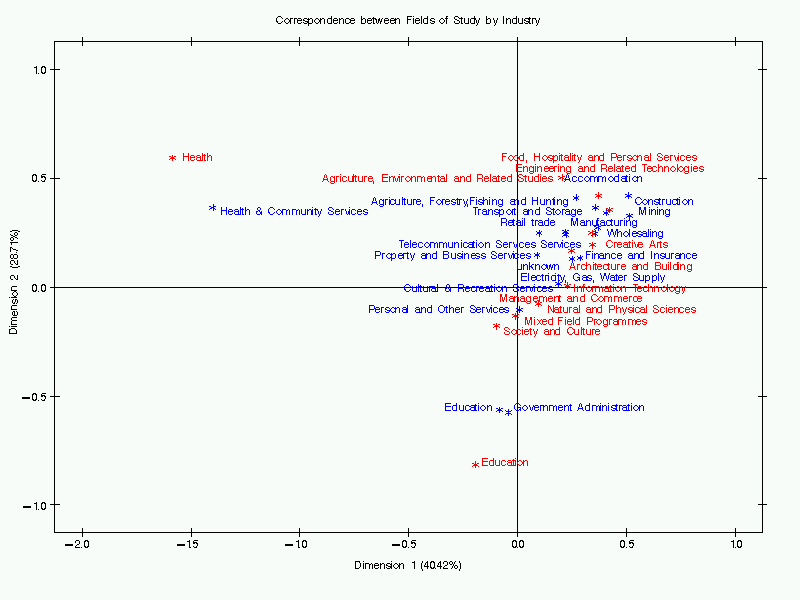 Correspondence between Fields of Study by Industry
1.0
Health
Food, Hospitality and Personal Services
Engineering and Related Technologies
0.5
Agriculture, Environmental and Related Studies
Accommodation
Agriculture, Forestry,Fishing and Hunting
Construction
Health & Community Services
Transport and Storage
Mining
Retail trade
Manufacturing
Wholesaling
Telecommunication Services
Services
Creative Arts
Property and Business Services
Finance and Insurance
unknown
Architecture and Building
Electricity, Gas, Water Supply
0.0
Cultural & Recreation Services
Information Technology
Management and Commerce
Personal and Other Services
Natural and Physical Sciences
Mixed Field Programmes
Society and Culture
-0.5
Education
Government Administration
Education
-1.0
Dimension 2 (28.71%)
-2.0
-1.5
-1.0
-0.5
0.0
0.5
1.0
Dimension 1 (40.42%)